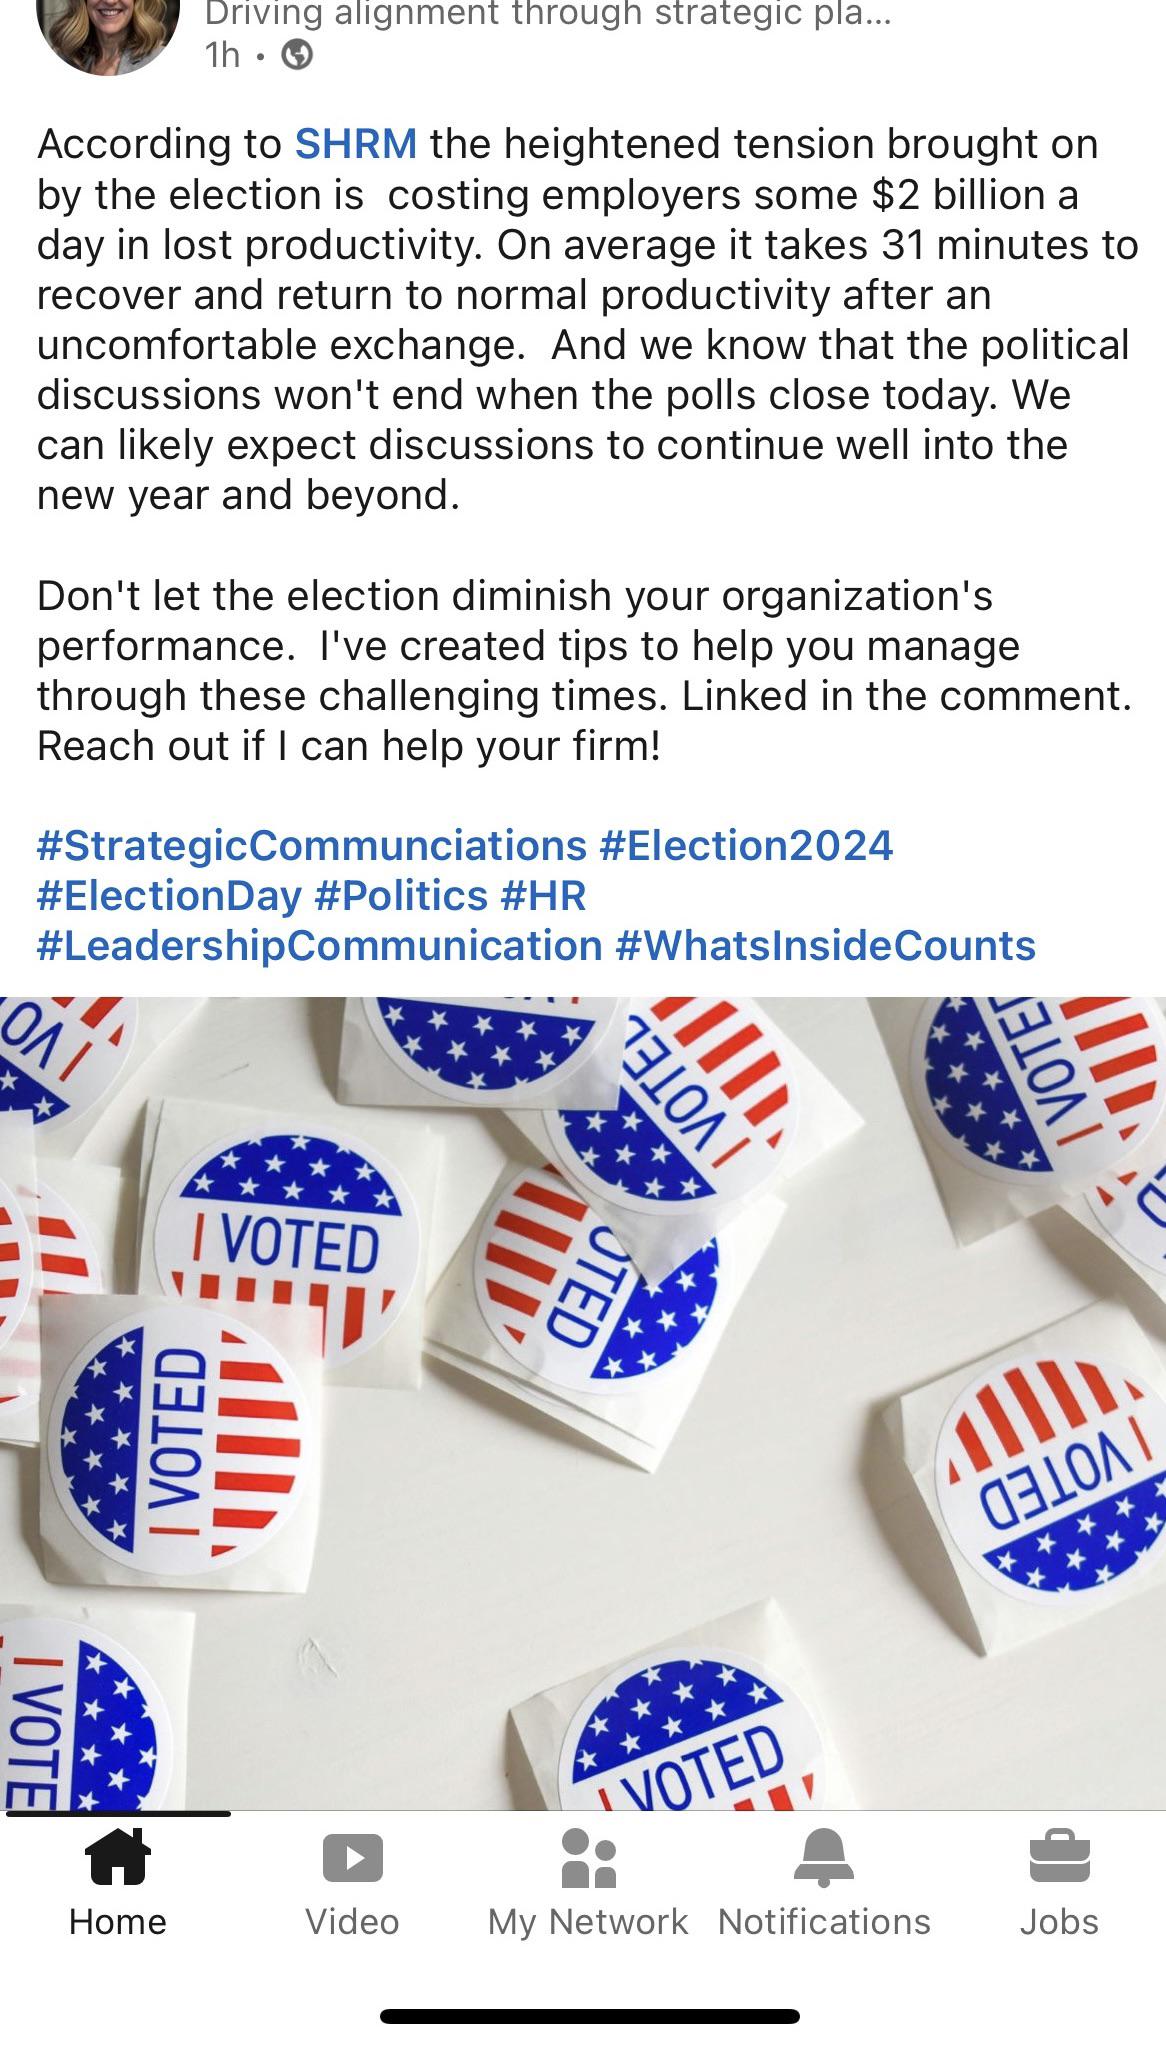 Driving alignment through strategic pla...
1h •
According to SHRM the heightened tension brought on
by the election is  costing employers some $2 billion a
day in lost productivity. On average it takes 31 minutes to
recover and return to normal productivity after an
uncomfortable exchange.  And we know that the political
discussions won't end when the polls close today. We
can likely expect discussions to continue well into the
new year and beyond.
Don't let the election diminish your organization's
performance.  I've created tips to help you manage
through these challenging times. Linked in the comment.
Reach out if I can help your firm!
#StrategicCommunciations #Election2024
#ElectionDay #Politics #HR
#LeadershipCommunication #WhatsInsideCounts
I VO
I VOTED
I VOTED
I VOTED
OTED
I VOTED
I VOTED
I VOTE
I VOTED
Home
Video
My Network
Notifications
Jobs